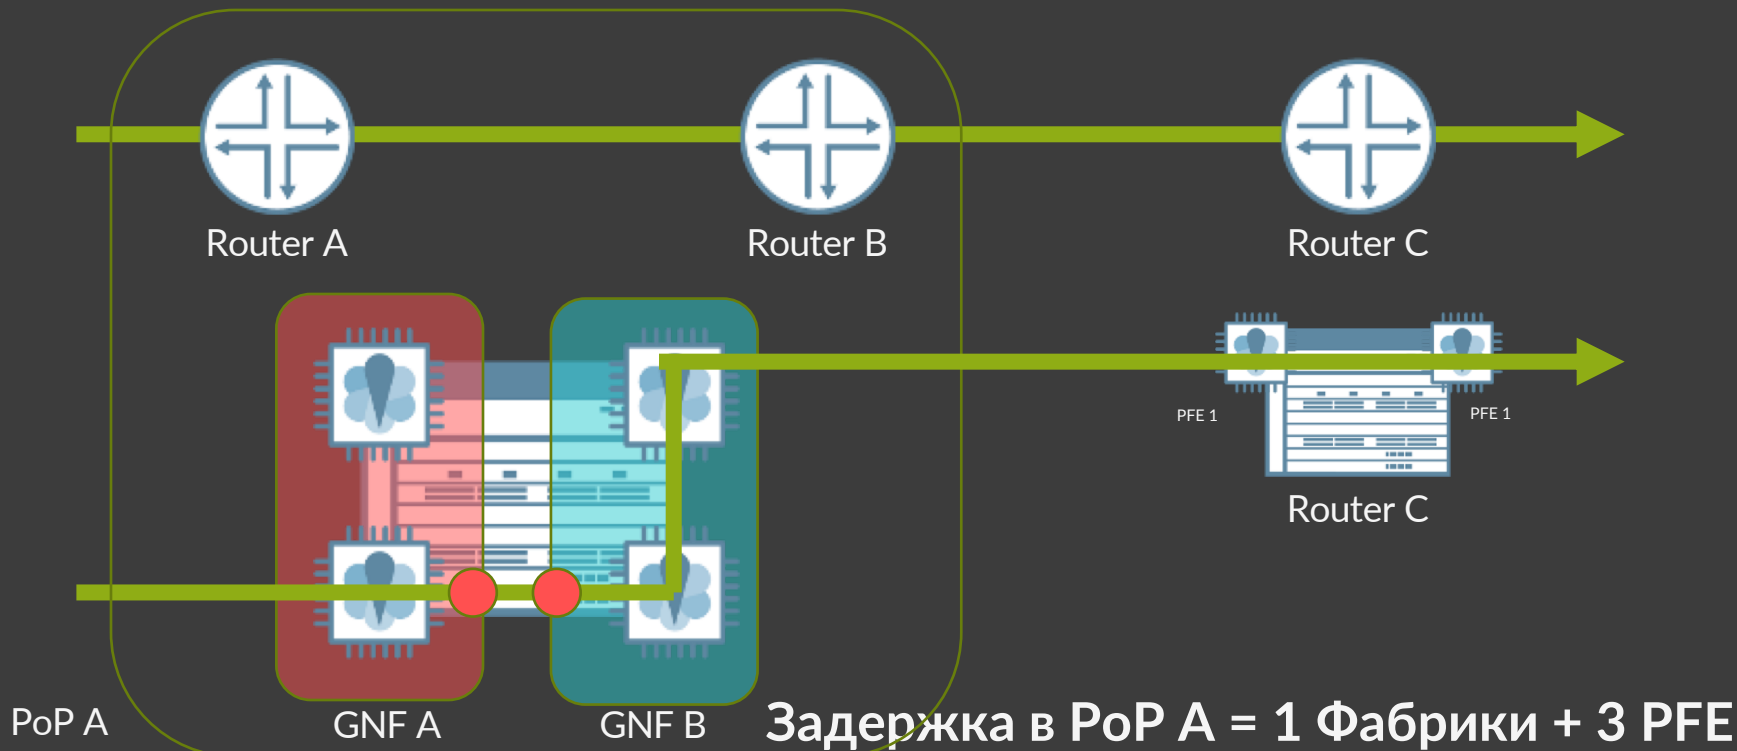 Router A
Router B
Router C
PFE 1
PFE 1
Router C
PoP A
GNF A
GNF B
Задержка в PoP A = 1 Фабрики + 3 PFE